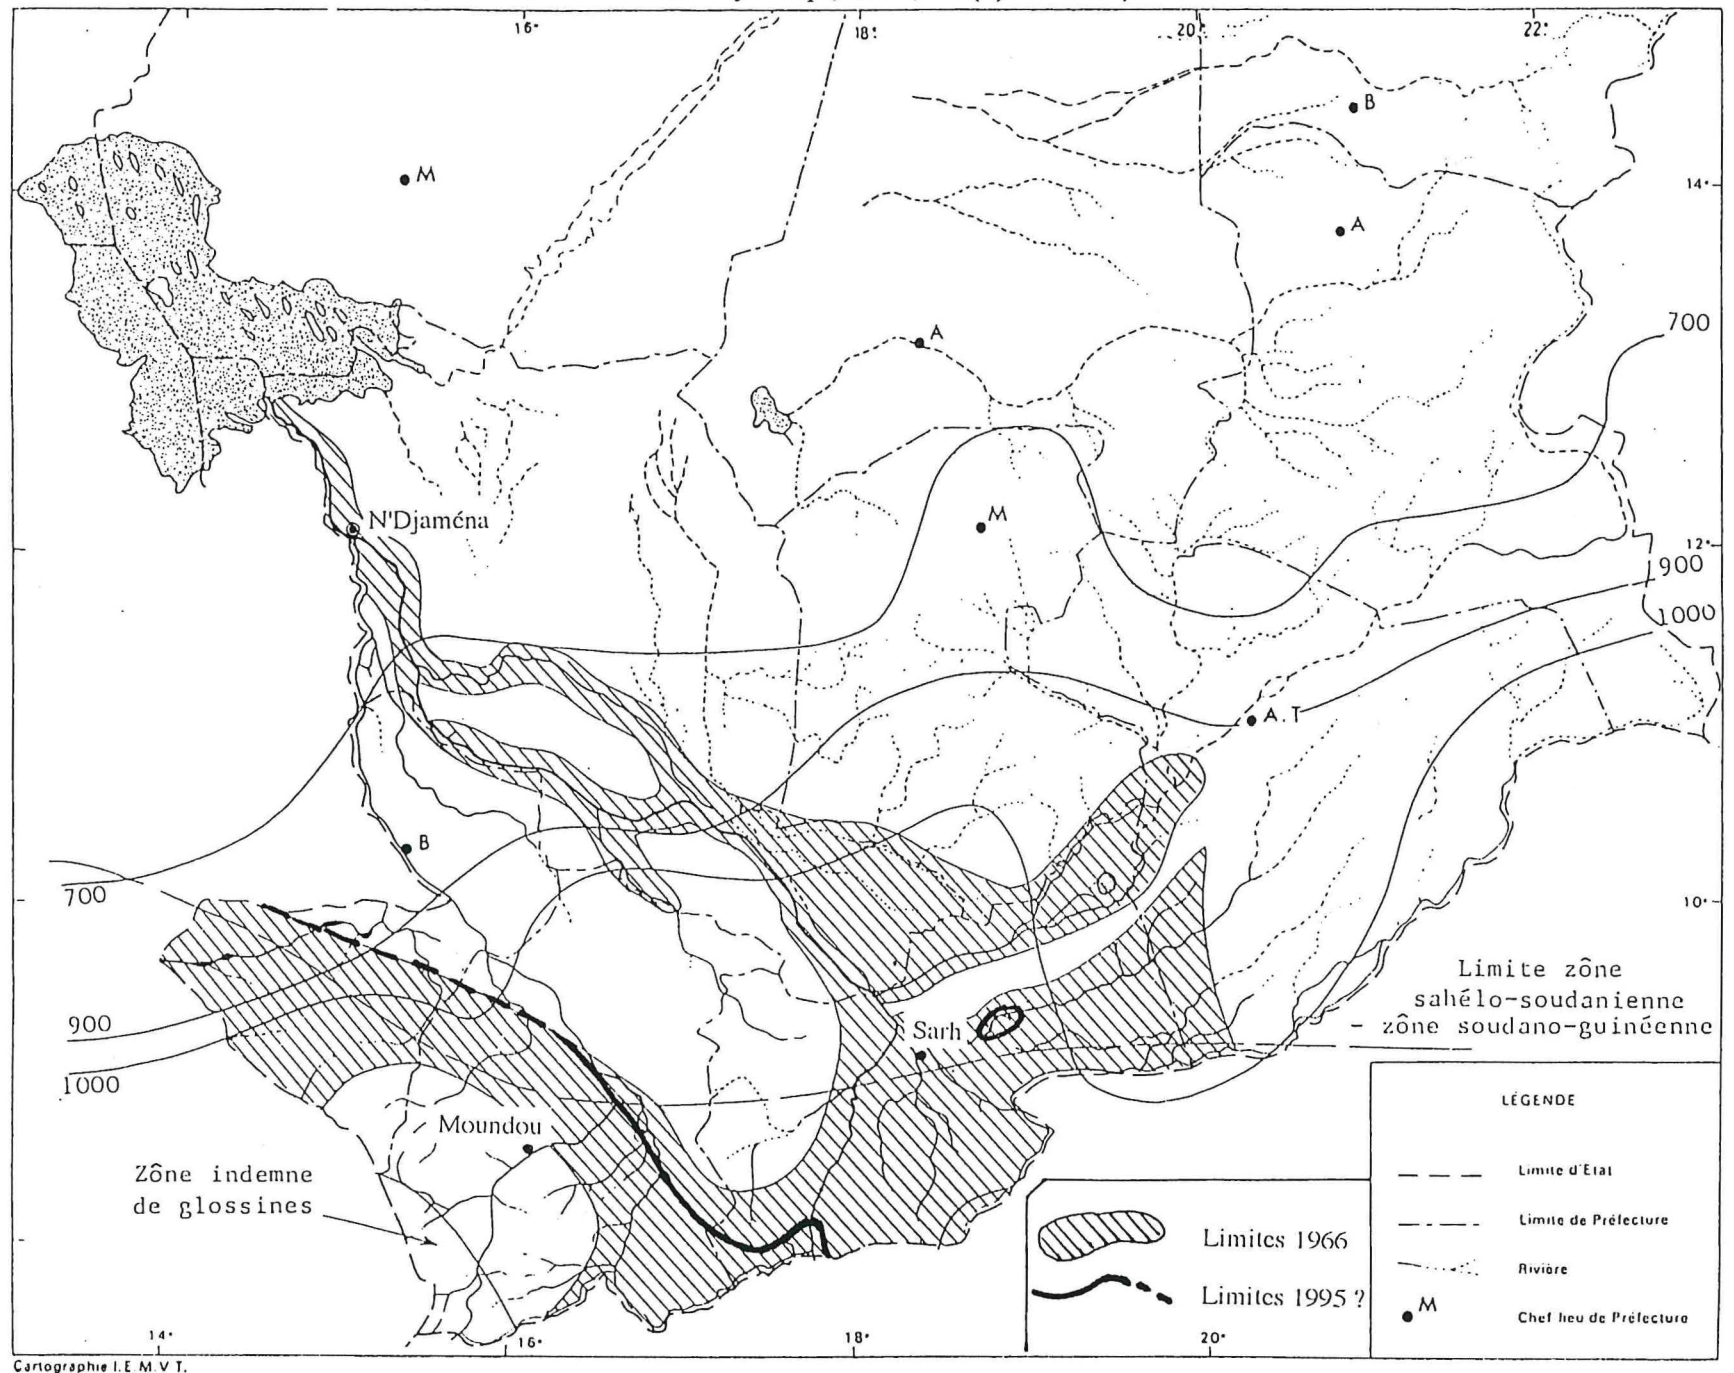 16°
18°
20°
22°
B
M
14°
A
A
700
N'Djaména
M
12°
900
1000
A.T
B
700
10°
Limite zône
sahélo-soudanienne
- zône soudano-guinéenne
900
Sarh
1000
LÉGENDE
Moundou
Zône indemne
de glossines
Limite d'Etat
Limite de Préfecture
Limites 1966
Rivière
Limites 1995 ?
M
Chef lieu de Préfecture
14°
16°
18°
20°
Cartographie I.E.M.V.T.